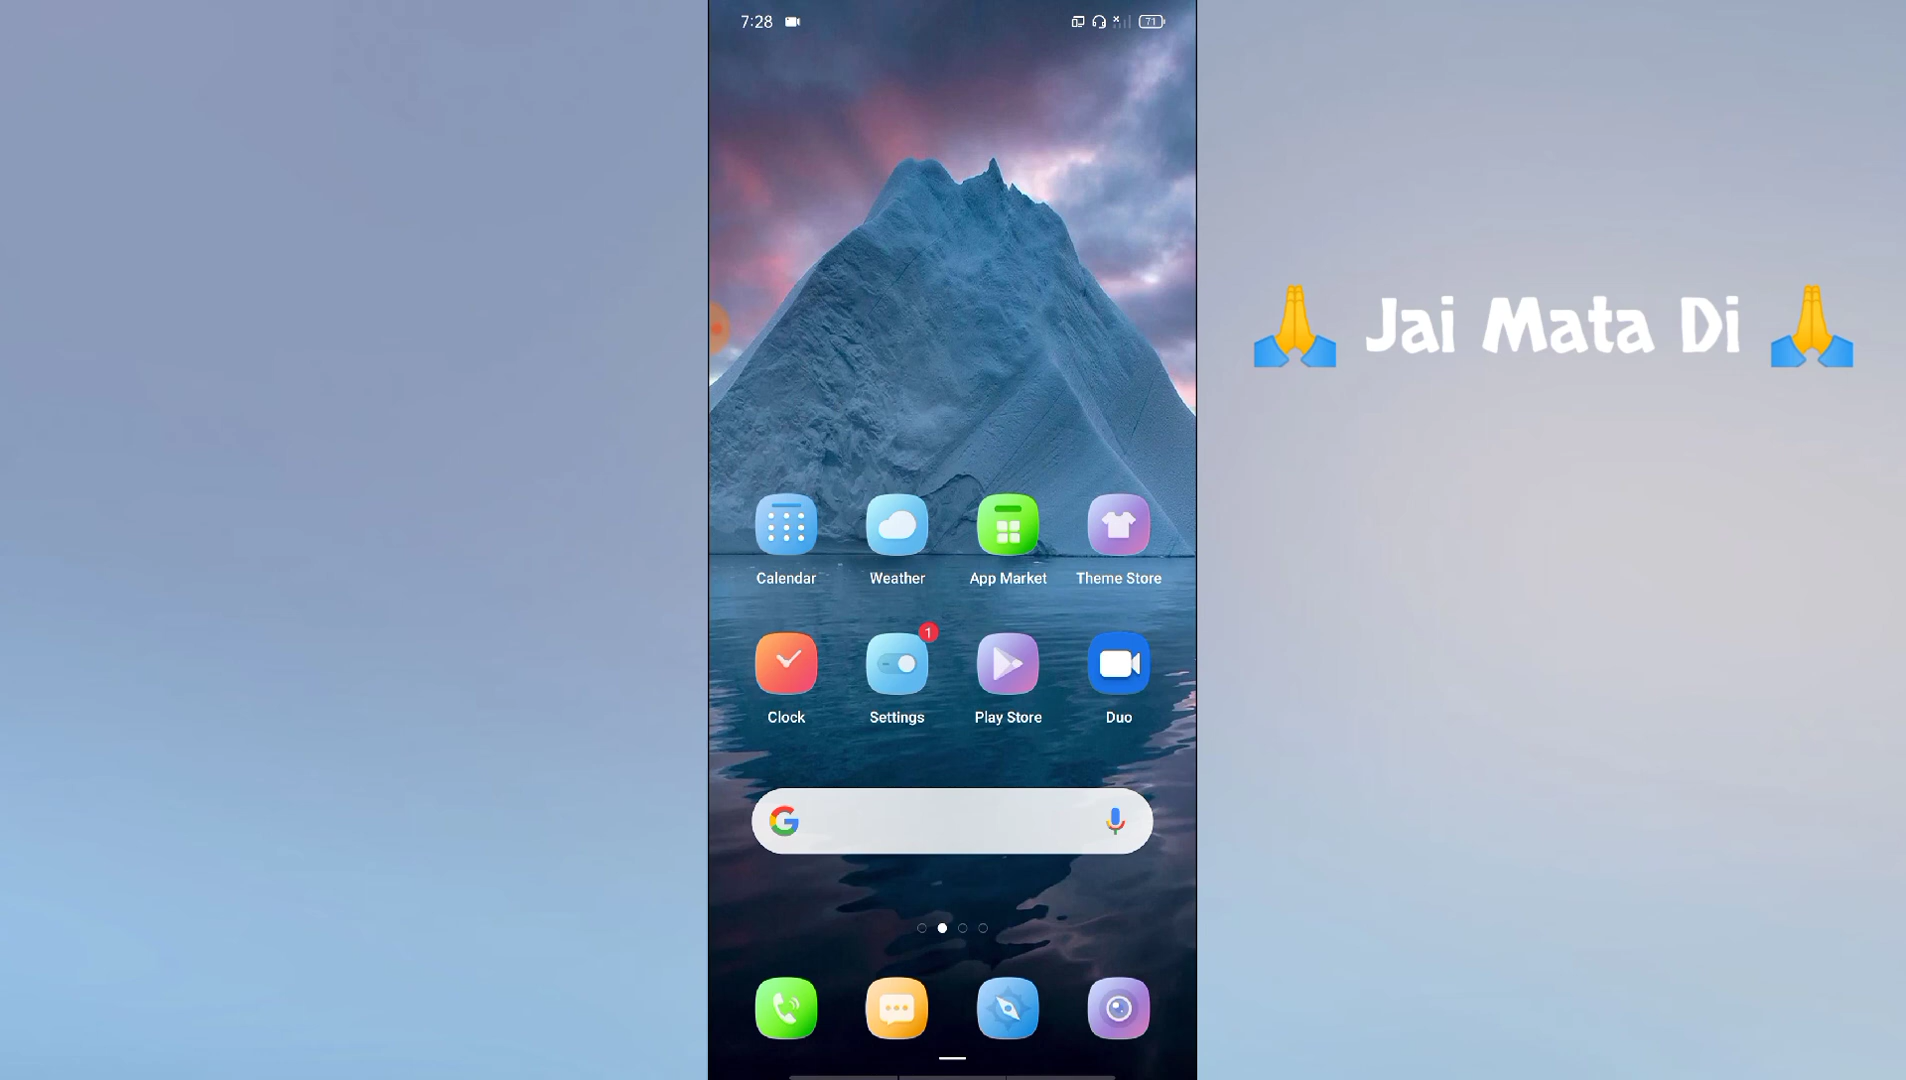 7:28
71
🙏 Jai Mata Di 🙏
Calendar Weather App Market Theme Store
1
Clock Settings Play Store Duo
G